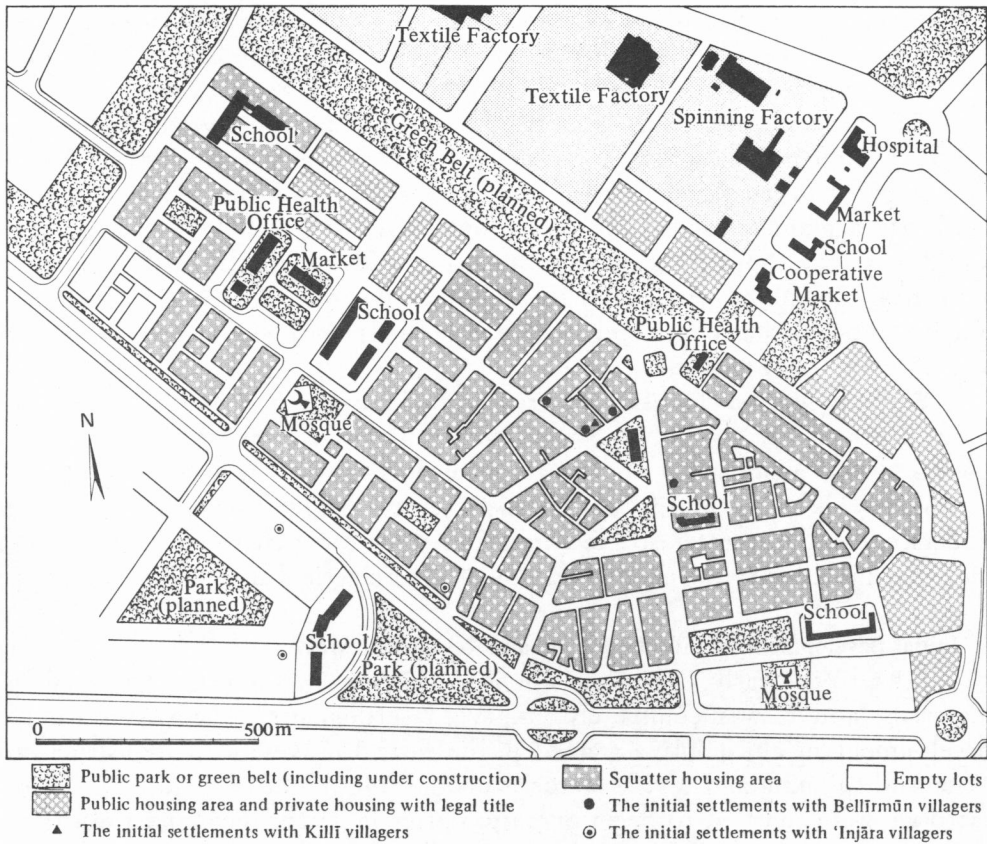 Textile Factory
Textile Factory
Spinning Factory
School
Green Belt (planned)
Hospital
Public Health
Office
Market
Market
School
Cooperative
Market
School
Public Health
Office
Mosque
N
School
Park
(planned)
School
School
Park (planned)
Mosque
0 500m
Public park or green belt (including under construction)
Squatter housing area
Empty lots
Public housing area and private housing with legal title
The initial settlements with Bellīrmūn villagers
The initial settlements with Killī villagers
The initial settlements with ‘Injāra villagers